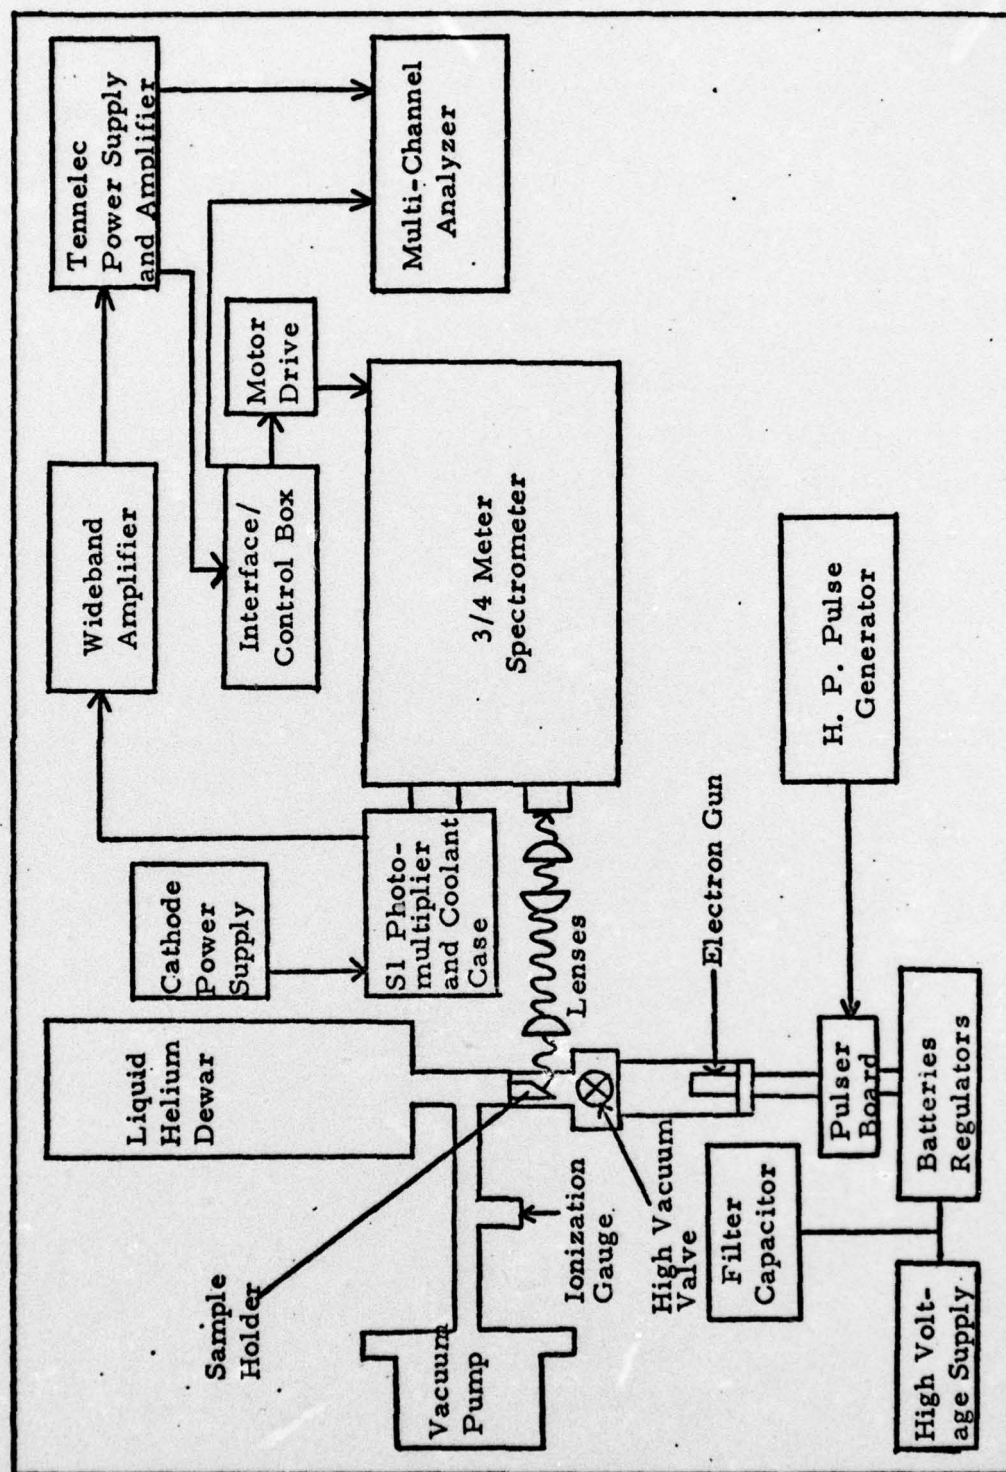 Tennelec
Power Supply
and Amplifier
Multi-Channel
Analyzer
Motor
Drive
Wideband
Amplifier
Interface/
Control Box
3/4 Meter
Spectrometer
H. P. Pulse
Generator
Cathode
Power
Supply
S1 Photo-
multiplier
and Coolant
Case
Lenses
Electron Gun
Liquid
Helium
Dewar
Pulser
Board
Batteries
Regulators
Sample
Holder
Ionization
Gauge
High Vacuum
Valve
Filter
Capacitor
Vacuum
Pump
High Volt-
age Supply